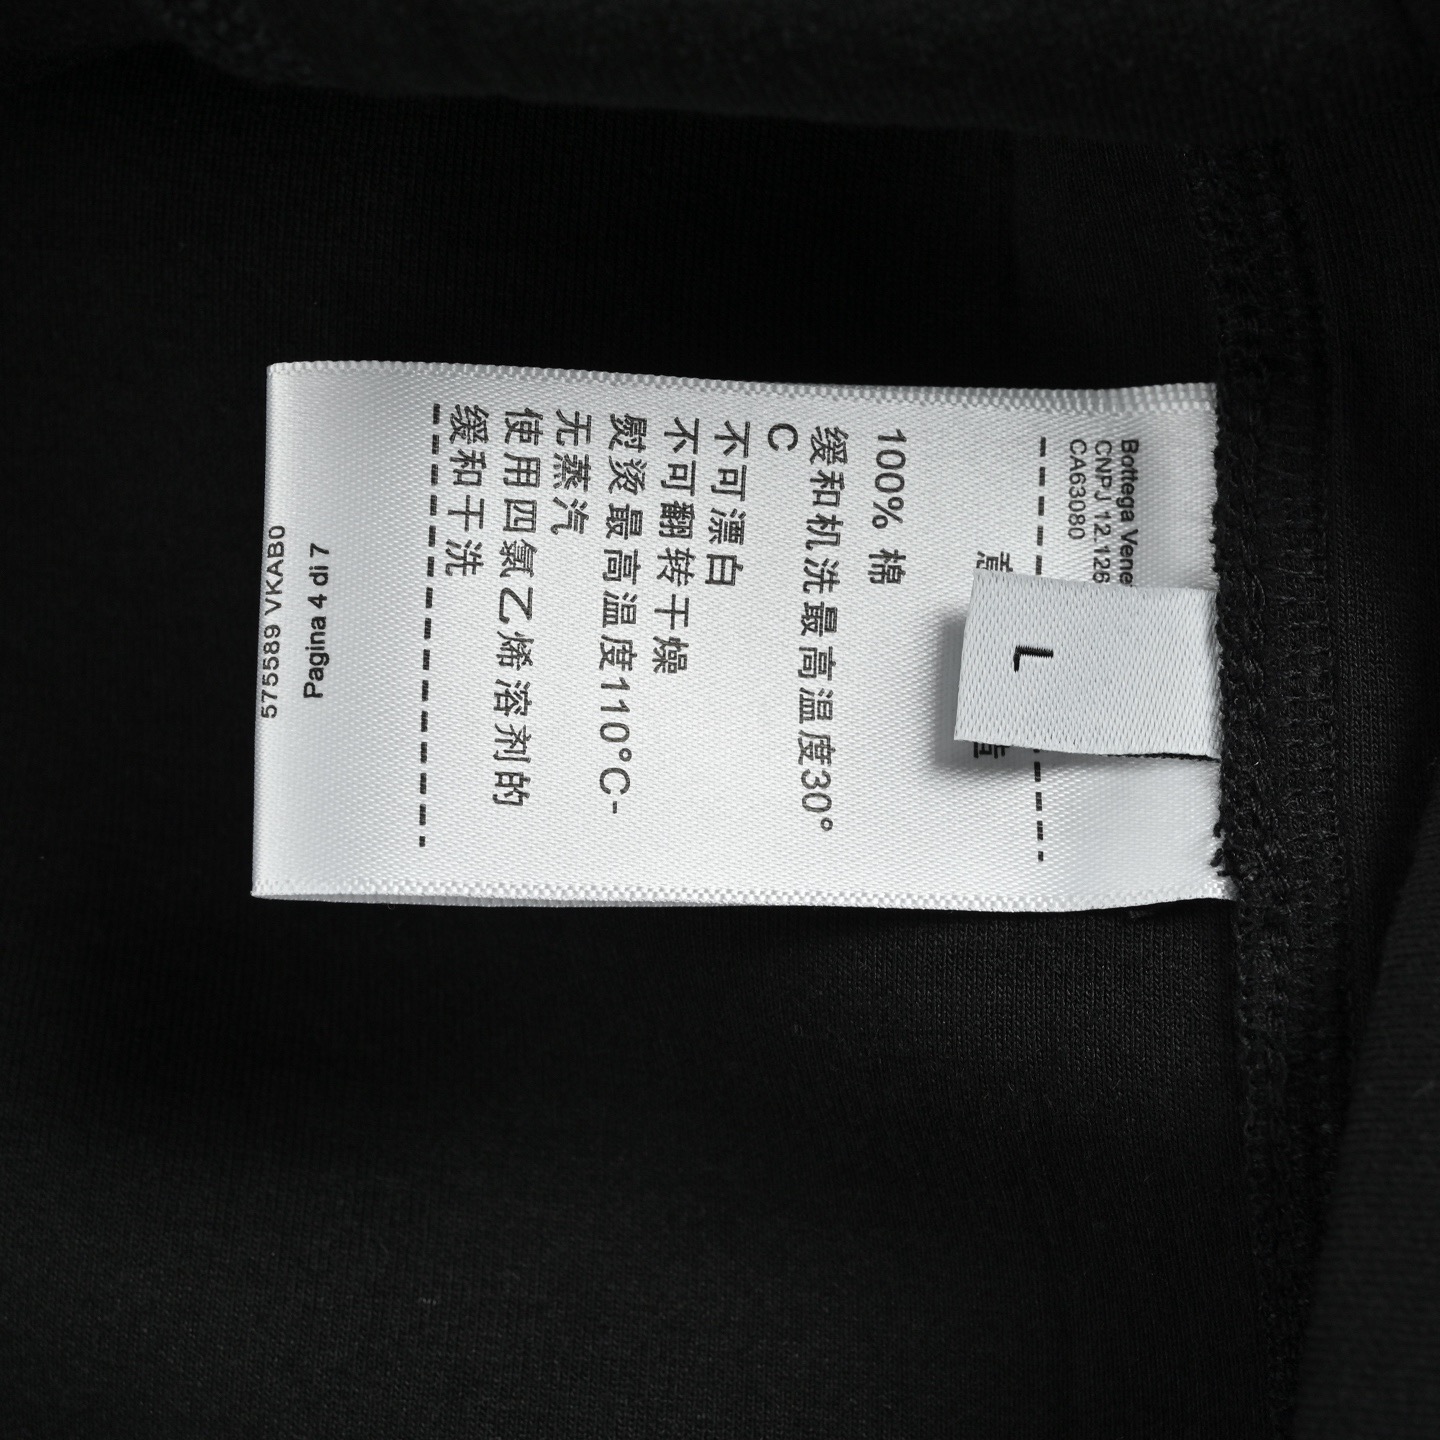 Bottega Vene
CNPJ 12.126
CA63080
L
100% 棉
缓和机洗最高温度30°
C
不可漂白
不可翻转干燥
熨烫最高温度110°C-
无蒸汽
使用四氯乙烯溶剂的
缓和干洗
Pagina 4 di 7
575589 VKAB0